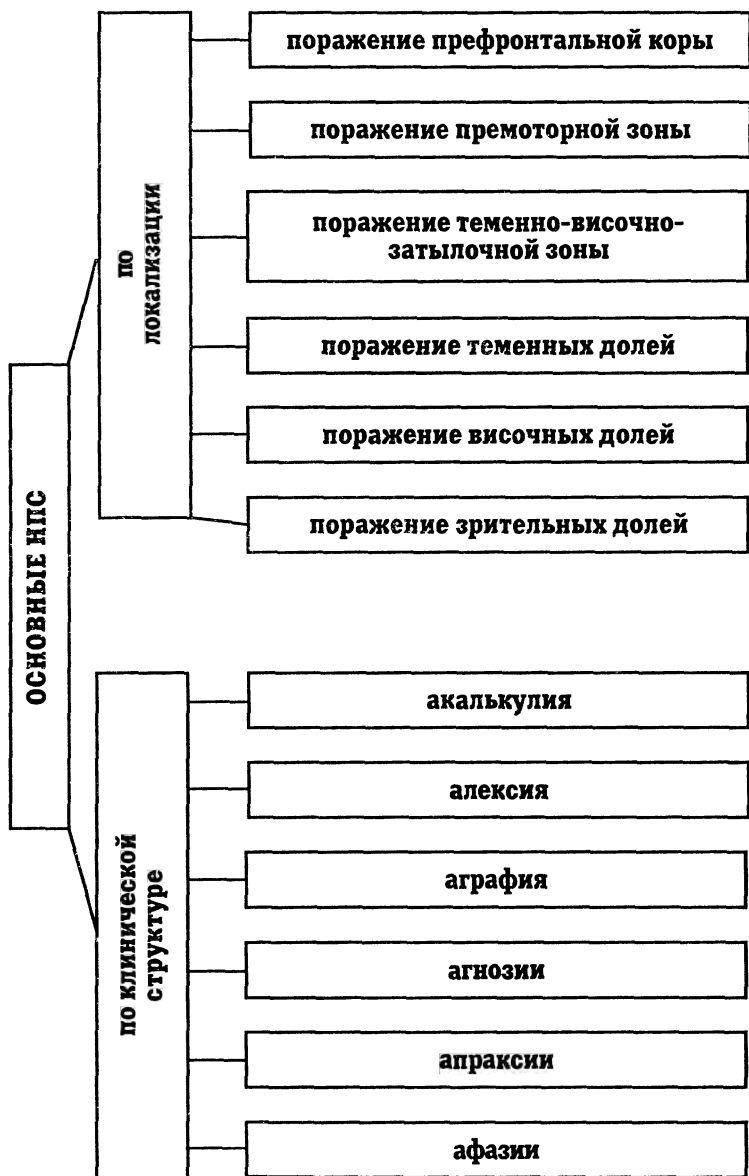 ОСНОВНЫЕ НПС
по
локализации
поражение префронтальной коры
поражение премоторной зоны
поражение теменно-височно-
затылочной зоны
поражение теменных долей
поражение височных долей
поражение зрительных долей
по клинической
структуре
акалькулия
алексия
аграфия
агнозии
апраксии
афазии